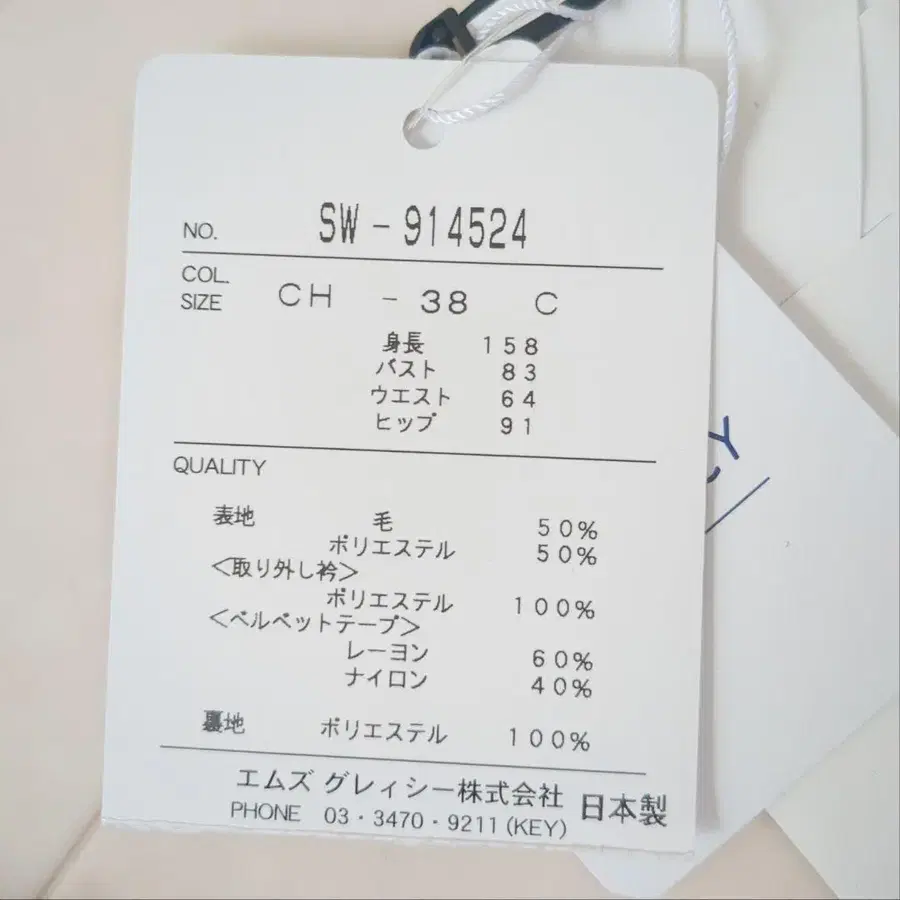 NO. SW-914524
COL.
SIZE CH -38 C
身長 158
バスト 83
ウエスト 64
ヒップ 91
QUALITY
表地 毛 50%
ポリエステル 50%
<取り外し衿>
ポリエステル 100%
<ベルベットテープ>
レーヨン 60%
ナイロン 40%
裏地 ポリエステル 100%
エムズ グレィシー株式会社 日本製
PHONE 03・3470・9211(KEY)
Y